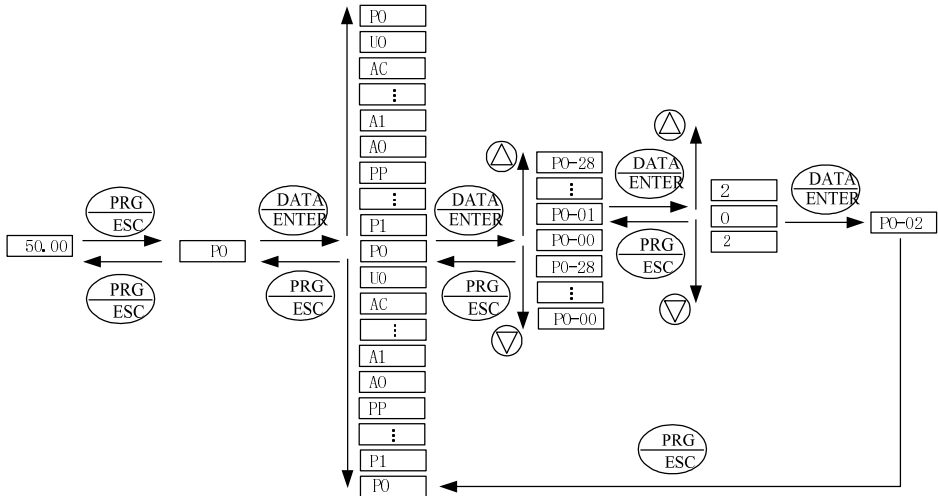 50.00
PRG
ESC
PRG
ESC
P0
DATA
ENTER
PRG
ESC
P0
U0
AC
⋮
A1
A0
PP
⋮
P1
P0
U0
AC
⋮
A1
A0
PP
⋮
P1
P0
DATA
ENTER
PRG
ESC
P0-28
⋮
P0-01
P0-00
P0-28
⋮
P0-00
DATA
ENTER
PRG
ESC
2
0
2
DATA
ENTER
P0-02
PRG
ESC